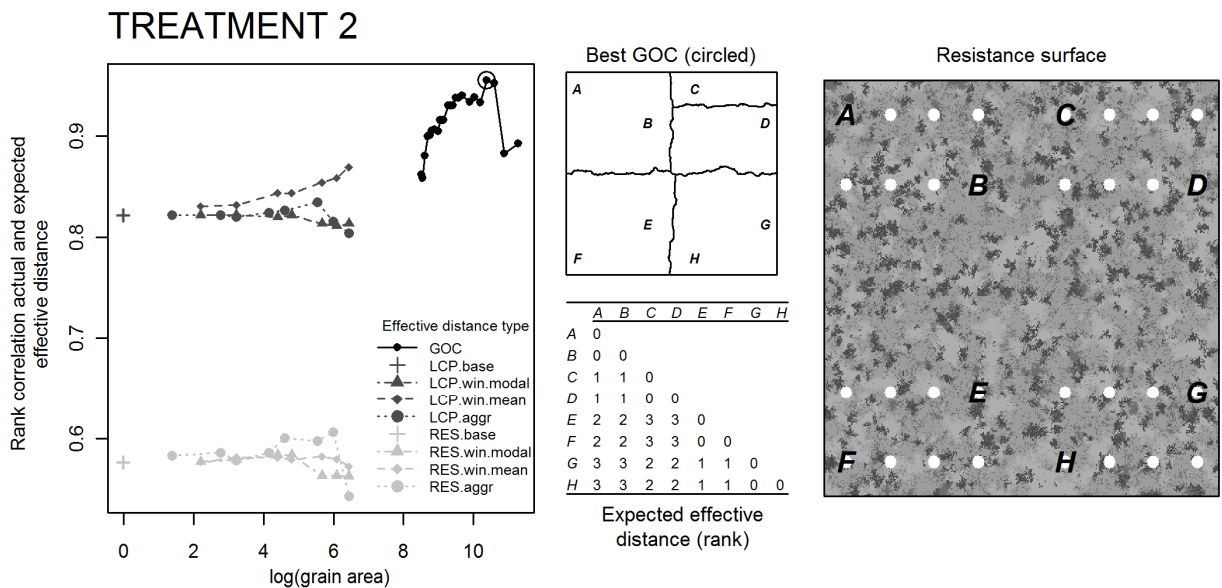 TREATMENT 2
Rank correlation actual and expected
effective distance
0.9
0.8
0.7
0.6
0 2 4 6 8 10
log(grain area)
Effective distance type
GOC
LCP.base
LCP.win.modal
LCP.win.mean
LCP.aggr
RES.base
RES.win.modal
RES.win.mean
RES.aggr
Best GOC (circled)
A C
B D
E G
F H
A B C D E F G H
A 0
B 0 0
C 1 1 0
D 1 1 0 0
E 2 2 3 3 0
F 2 2 3 3 0 0
G 3 3 2 2 1 1 0
H 3 3 2 2 1 1 0 0
Expected effective
distance (rank)
Resistance surface
A C
B D
E G
F H